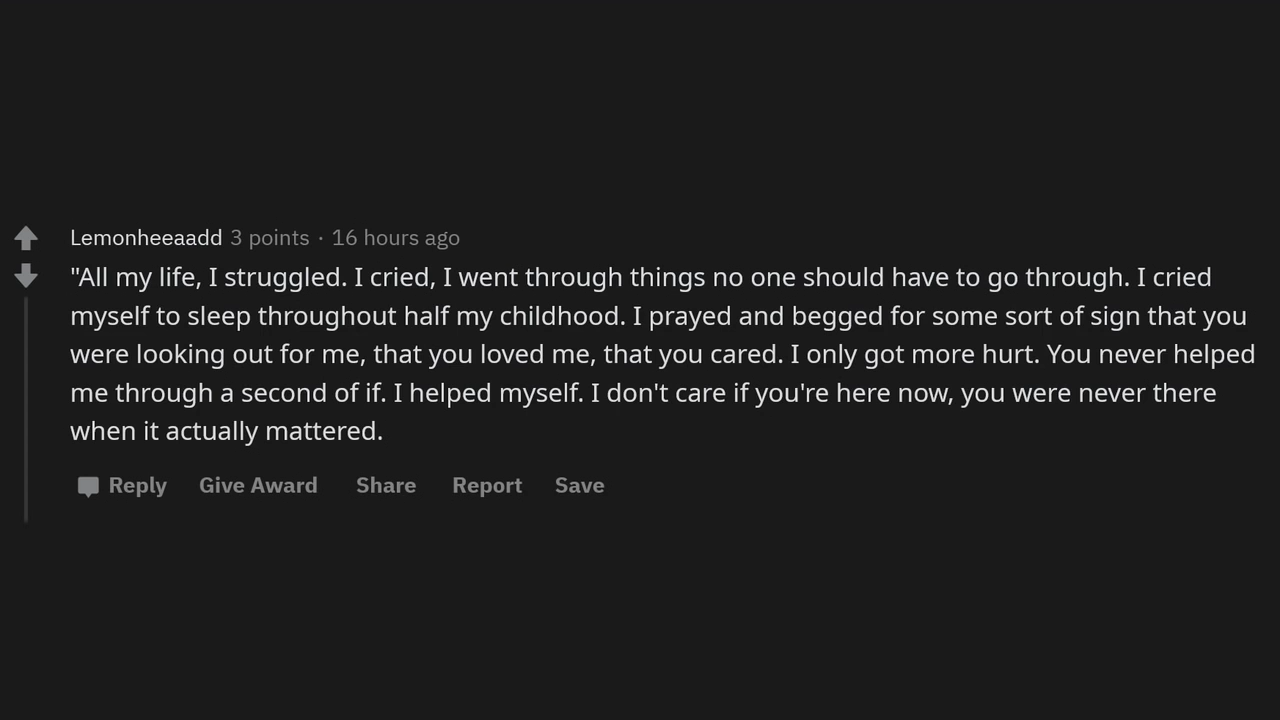 Lemonheeaadd 3 points · 16 hours ago
"All my life, I struggled. I cried, I went through things no one should have to go through. I cried
myself to sleep throughout half my childhood. I prayed and begged for some sort of sign that you
were looking out for me, that you loved me, that you cared. I only got more hurt. You never helped
me through a second of if. I helped myself. I don't care if you're here now, you were never there
when it actually mattered.
Reply Give Award Share Report Save